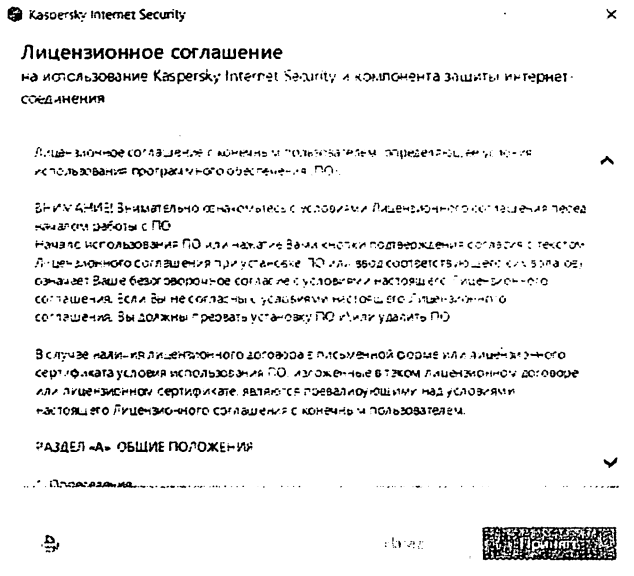 Kaspersky Internet Security
Лицензионное соглашение
на использование Kaspersky Internet Security и компонента защиты интернет-
соединения
Лицензионное соглашение с конечным пользователем, определяющее условия
использования программного обеспечения (ПО).
ВНИМАНИЕ! Внимательно ознакомьтесь с условиями Лицензионного соглашения перед
началом работы с ПО.
Начало использования ПО или нажатие Вами кнопки подтверждения согласия с текстом
Лицензионного соглашения при установке ПО или ввод соответствующего символа(ов)
означает Ваше безоговорочное согласие с условиями настоящего Лицензионного
соглашения. Если Вы не согласны с условиями настоящего Лицензионного
соглашения, Вы должны прервать установку ПО и\или удалить ПО.
В случае наличия лицензионного договора в письменной форме или лицензионного
сертификата условия использования ПО, изложенные в таком лицензионном договоре
или лицензионном сертификате, являются превалирующими над условиями
настоящего Лицензионного соглашения с конечным пользователем.
РАЗДЕЛ «А». ОБЩИЕ ПОЛОЖЕНИЯ
1. Определения
Назад
Принять